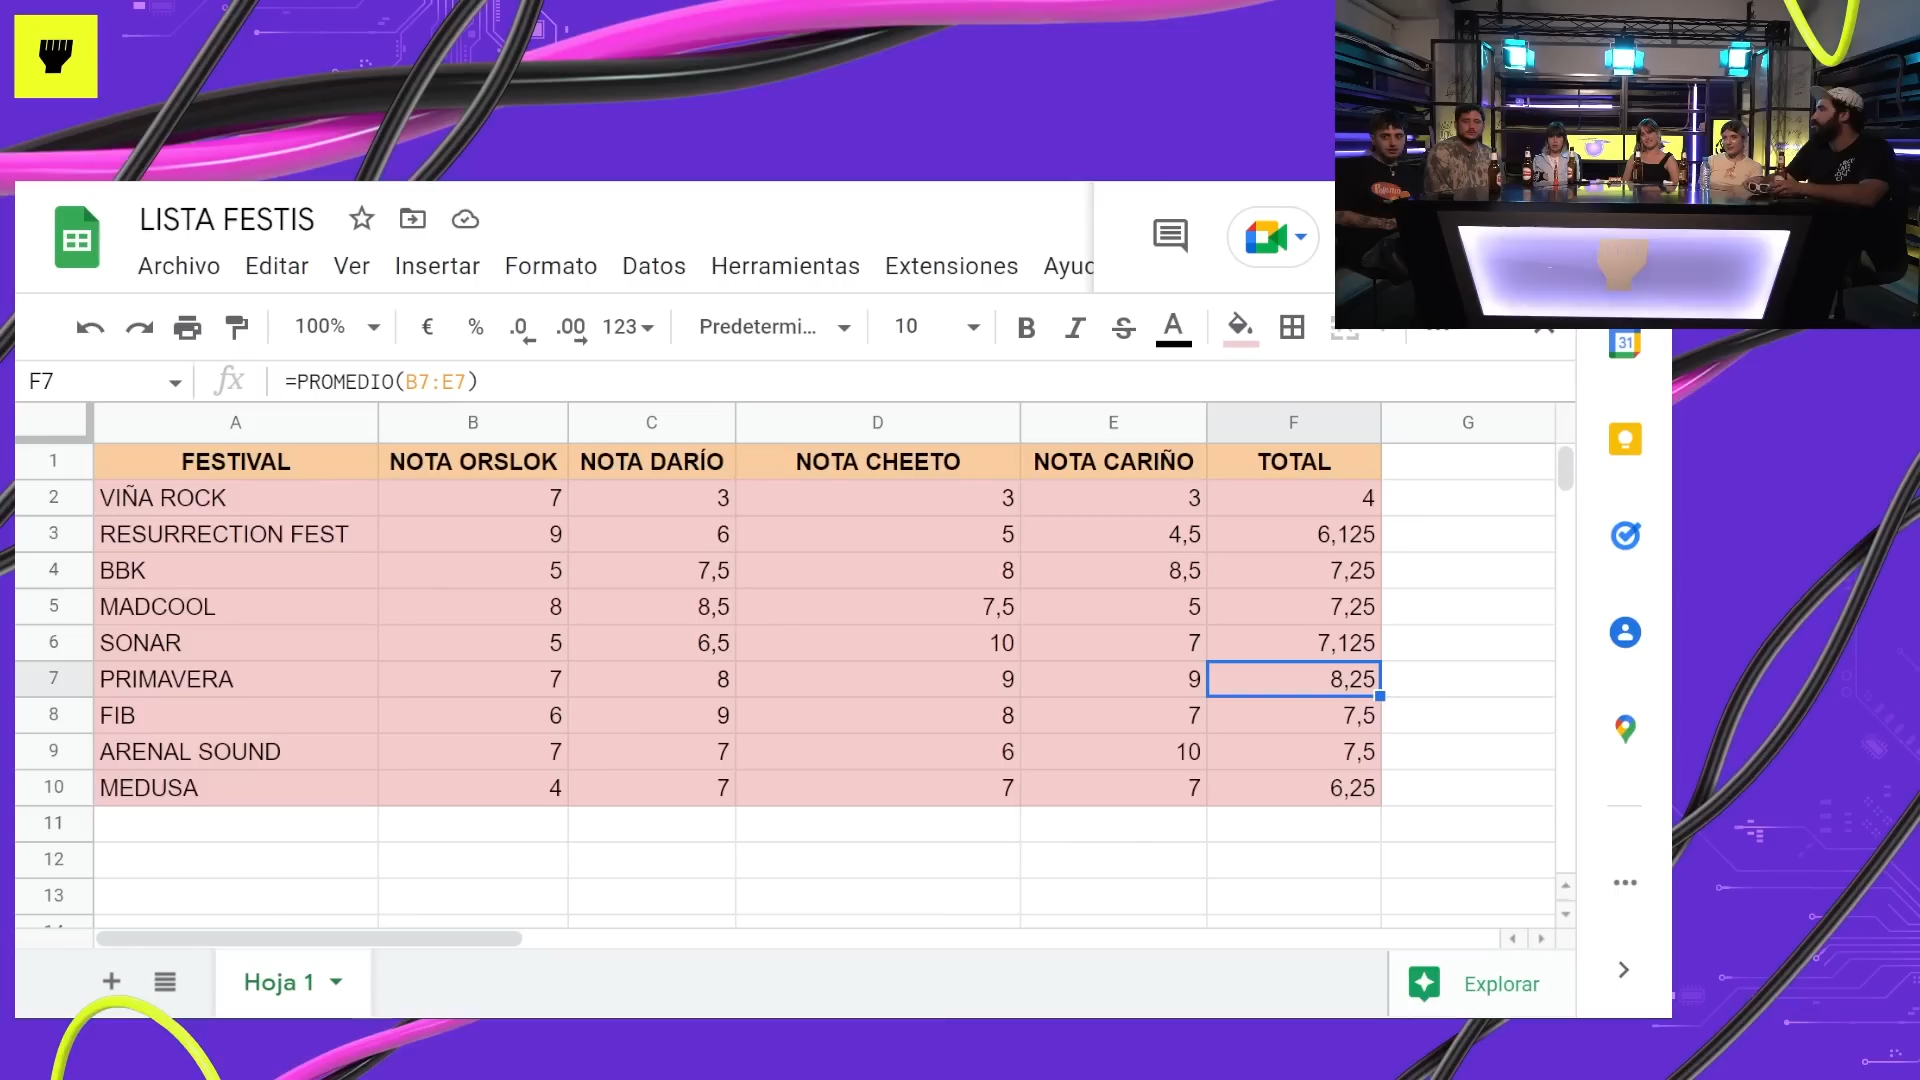 LISTA FESTIS
Archivo Editar Ver Insertar Formato Datos Herramientas Extensiones Ayuc
100% € % .0 .00 123 Predetermi... 10 B I S A
31
F7 fx =PROMEDIO(B7:E7)
A B C D E F G
1 FESTIVAL NOTA ORSLOK NOTA DARÍO NOTA CHEETO NOTA CARIÑO TOTAL
2 VIÑA ROCK 7 3 3 3 4
3 RESURRECTION FEST 9 6 5 4,5 6,125
4 BBK 5 7,5 8 8,5 7,25
5 MADCOOL 8 8,5 7,5 5 7,25
6 SONAR 5 6,5 10 7 7,125
7 PRIMAVERA 7 8 9 9 8,25
8 FIB 6 9 8 7 7,5
9 ARENAL SOUND 7 7 6 10 7,5
10 MEDUSA 4 7 7 7 6,25
11
12
13
Hoja 1
Explorar